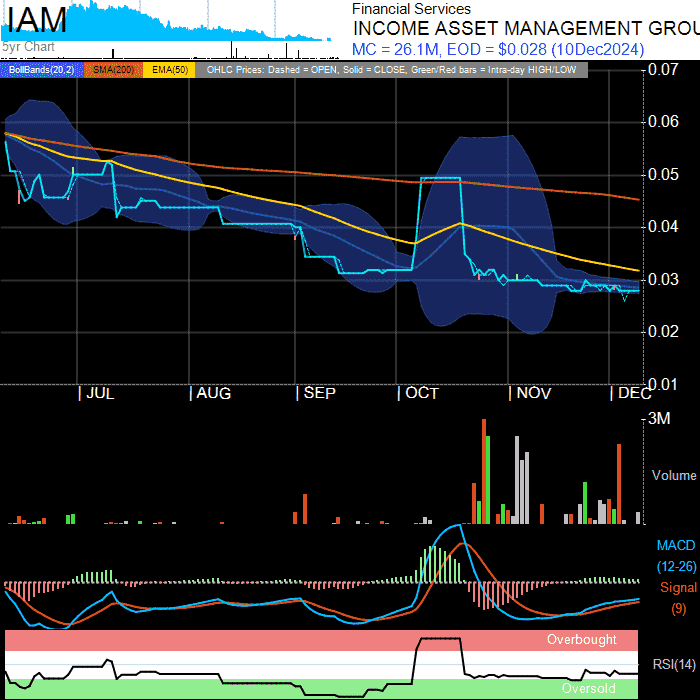 IAM
5yr Chart
Financial Services
INCOME ASSET MANAGEMENT GROU
MC = 26.1M, EOD = $0.028 (10Dec2024)
BollBands(20,2) SMA(200) EMA(50) OHLC Prices: Dashed = OPEN, Solid = CLOSE, Green/Red bars = Intra-day HIGH/LOW
0.07
0.06
0.05
0.04
0.03
0.02
0.01
JUL AUG SEP OCT NOV DEC
3M
Volume
MACD
(12-26)
Signal
(9)
Overbought
RSI(14)
Oversold